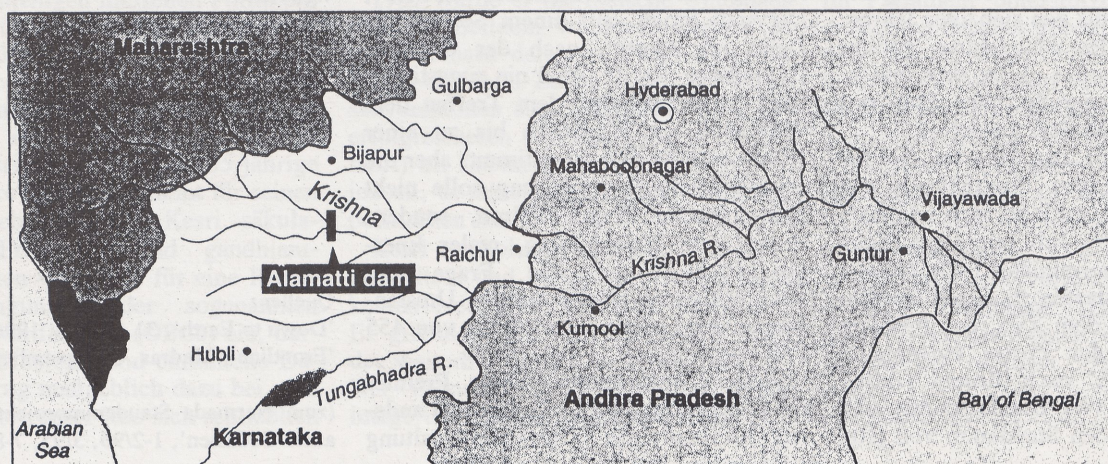 Maharashtra
Gulbarga
Hyderabad
Bijapur
Mahaboobnagar
Krishna
Vijayawada
Raichur
Krishna R.
Guntur
Alamatti dam
Kurnool
Hubli
Tungabhadra R.
Andhra Pradesh
Bay of Bengal
Arabian
Sea
Karnataka